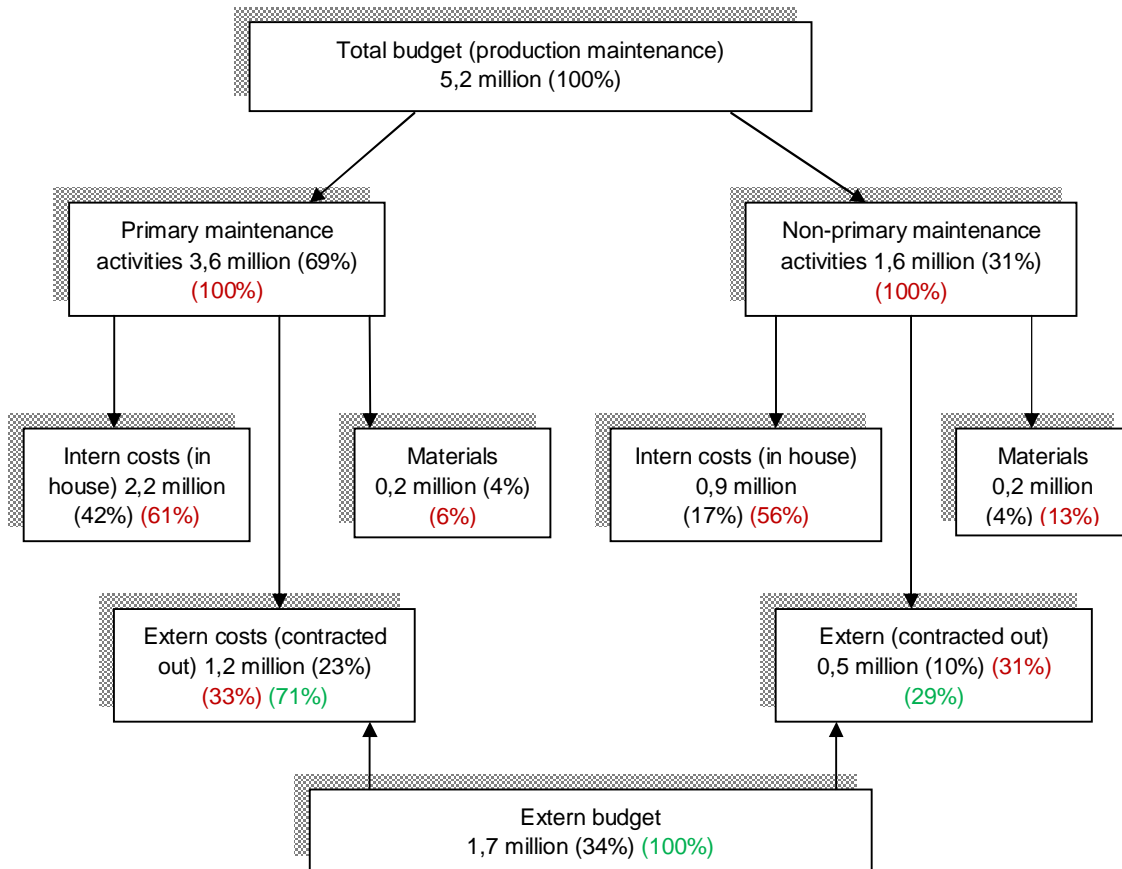 Total budget (production maintenance)
5,2 million (100%)
Primary maintenance
activities 3,6 million (69%)
(100%)
Non-primary maintenance
activities 1,6 million (31%)
(100%)
Intern costs (in
house) 2,2 million
(42%) (61%)
Materials
0,2 million (4%)
(6%)
Intern costs (in house)
0,9 million
(17%) (56%)
Materials
0,2 million
(4%) (13%)
Extern costs (contracted
out) 1,2 million (23%)
(33%) (71%)
Extern (contracted out)
0,5 million (10%) (31%)
(29%)
Extern budget
1,7 million (34%) (100%)